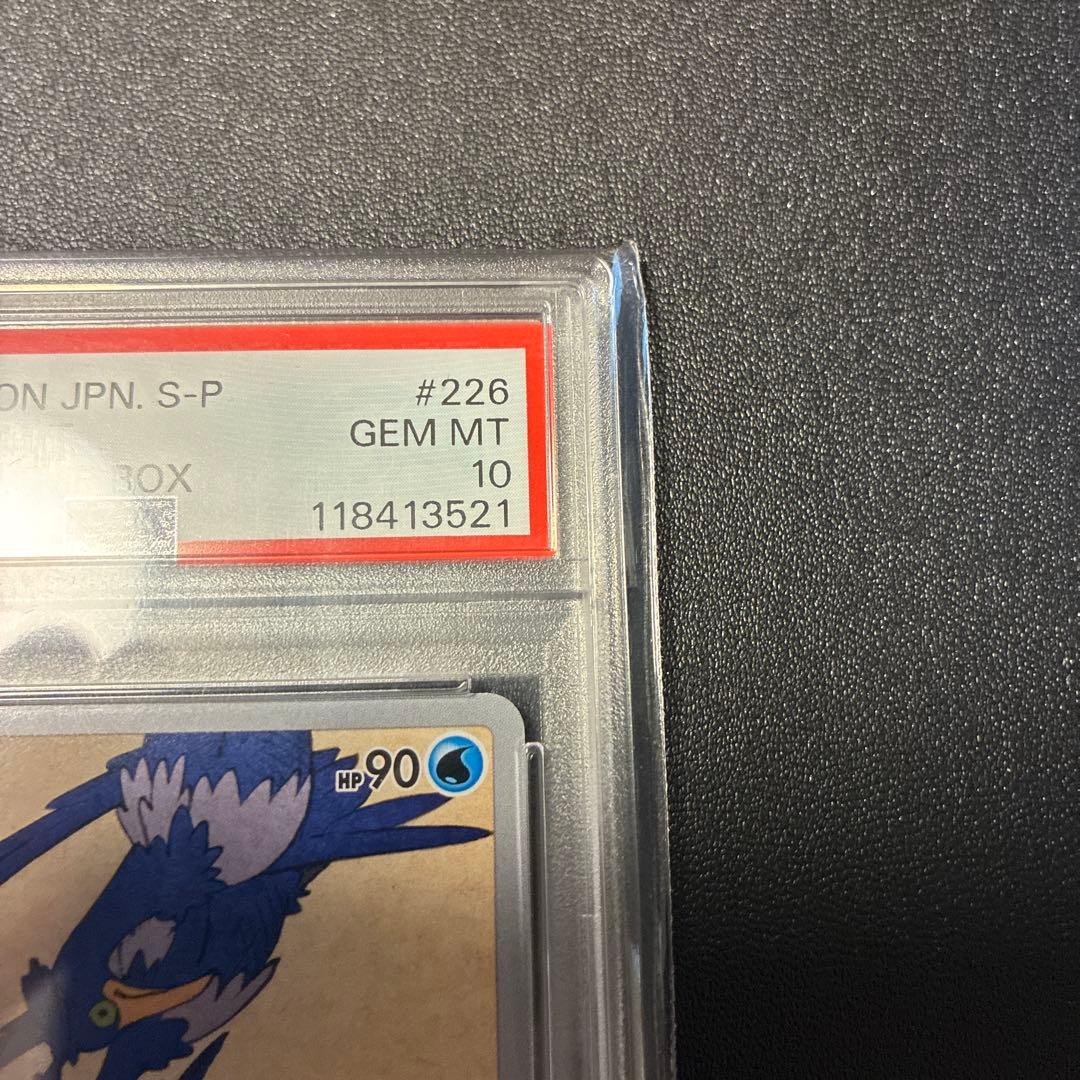 ON JPN. S-P #226
GEM MT
BOX 10
118413521
HP90